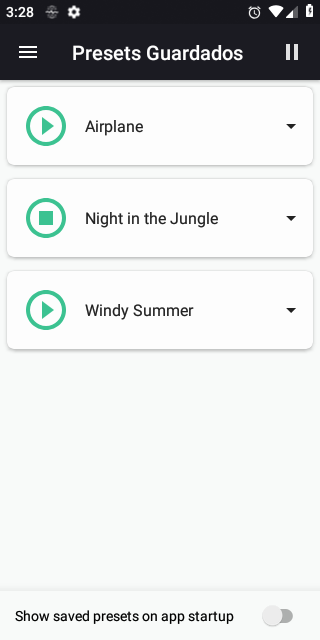 3:28
Presets Guardados
Airplane
Night in the Jungle
Windy Summer
Show saved presets on app startup